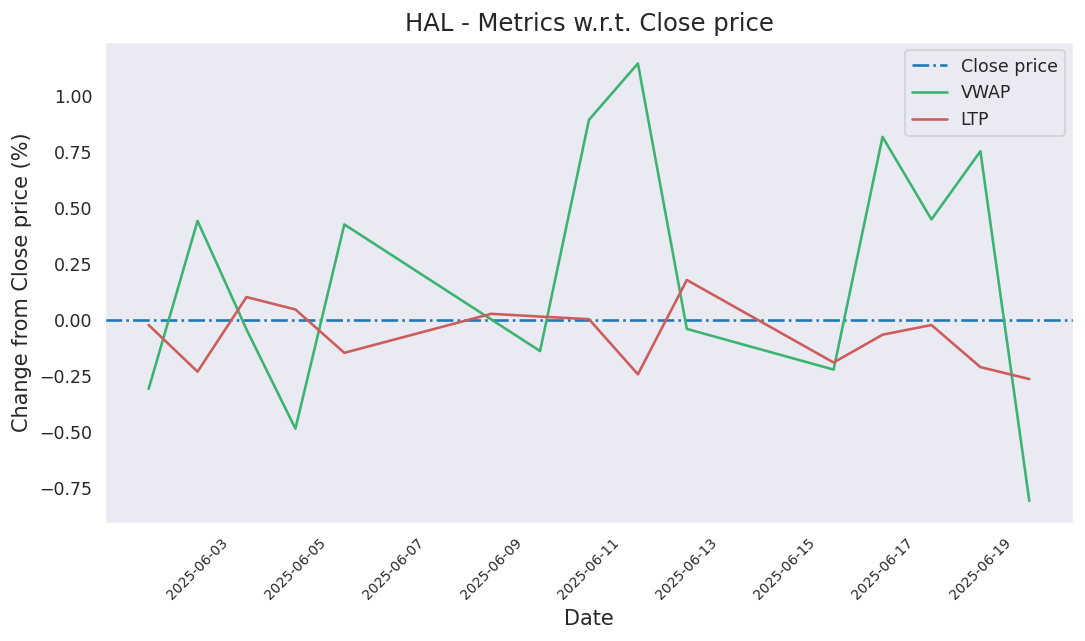 HAL - Metrics w.r.t. Close price
Change from Close price (%)
1.00
0.75
0.50
0.25
0.00
−0.25
−0.50
−0.75
Close price
VWAP
LTP
2025-06-03
2025-06-05
2025-06-07
2025-06-09
2025-06-11
2025-06-13
2025-06-15
2025-06-17
2025-06-19
Date